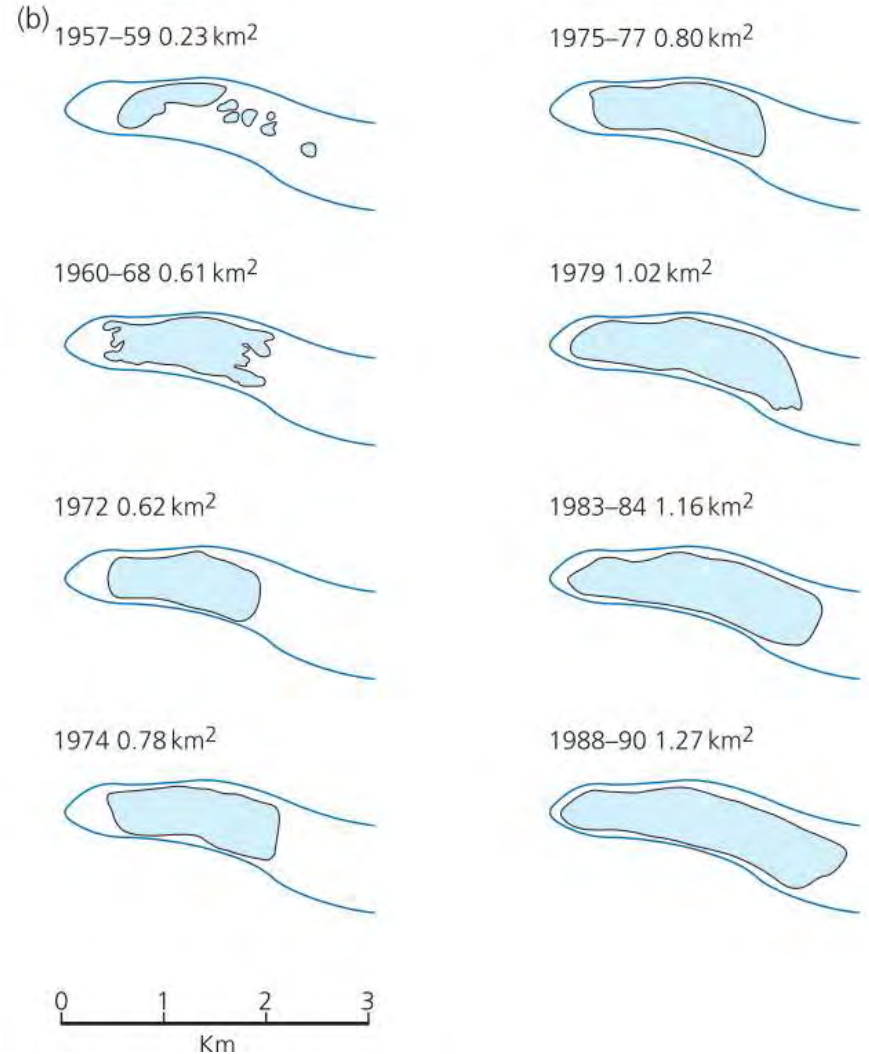 (b)
1957–59 0.23 km²
1960–68 0.61 km²
1972 0.62 km²
1974 0.78 km²
1975–77 0.80 km²
1979 1.02 km²
1983–84 1.16 km²
1988–90 1.27 km²
0 1 2 3
Km